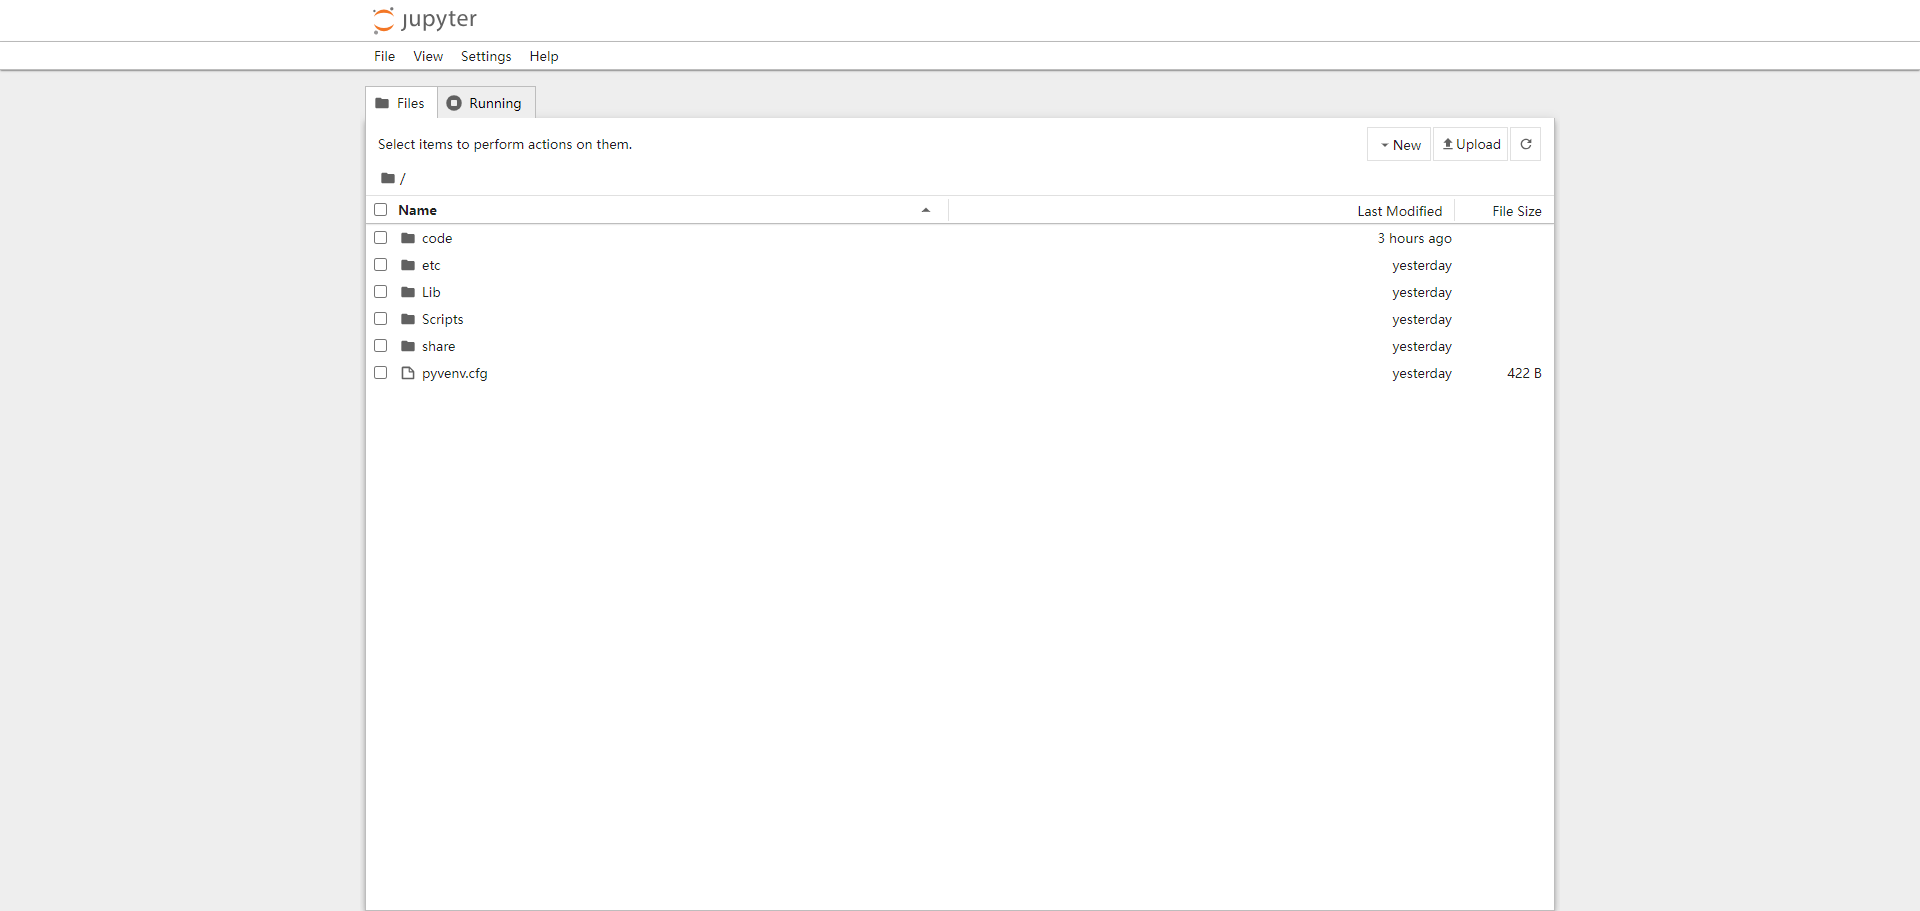 jupyter
File View Settings Help
Files Running
Select items to perform actions on them. New Upload
/
Name Last Modified File Size
code 3 hours ago
etc yesterday
Lib yesterday
Scripts yesterday
share yesterday
pyvenv.cfg yesterday 422 B